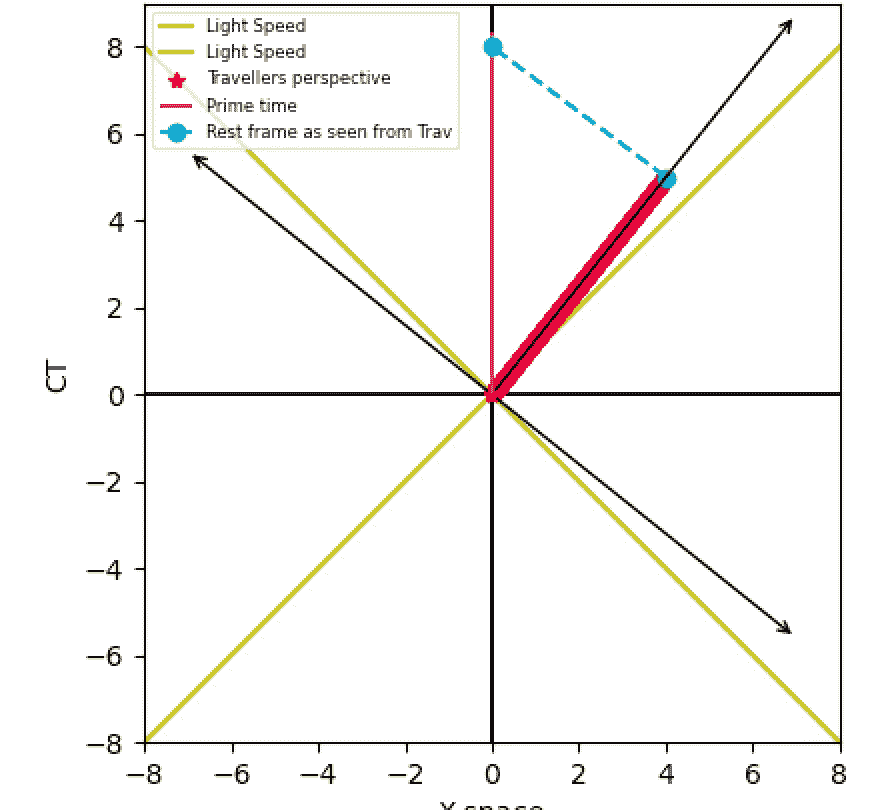 Light Speed
Light Speed
Travellers perspective
Prime time
Rest frame as seen from Trav
8
6
4
2
0
−2
−4
−6
−8
CT
−8 −6 −4 −2 0 2 4 6 8
X space